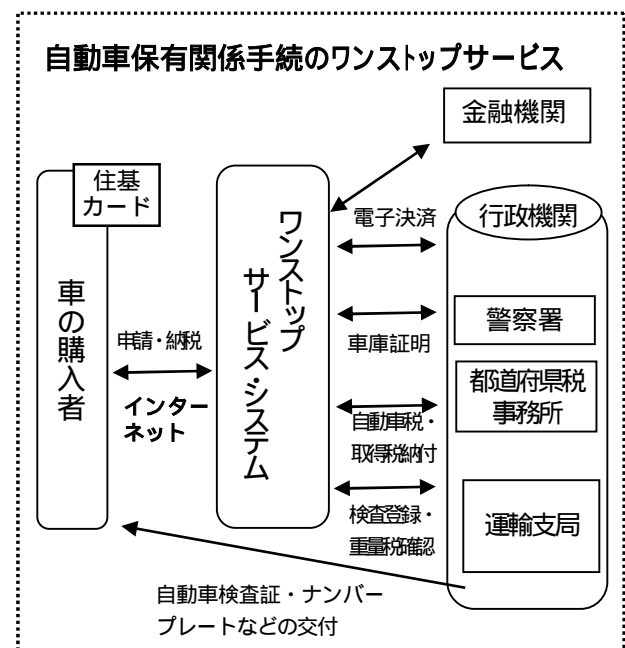 自動車保有関係手続のワンストップサービス
金融機関
住基
カード
電子決済
行政機関
車の購入者
ワンストップ
サービス・システム
警察署
車庫証明
申請・納税
インター
ネット
都道府県税
事務所
自動車税・
取得税納付
運輸支局
検査登録・
重量税確認
自動車検査証・ナンバー
プレートなどの交付